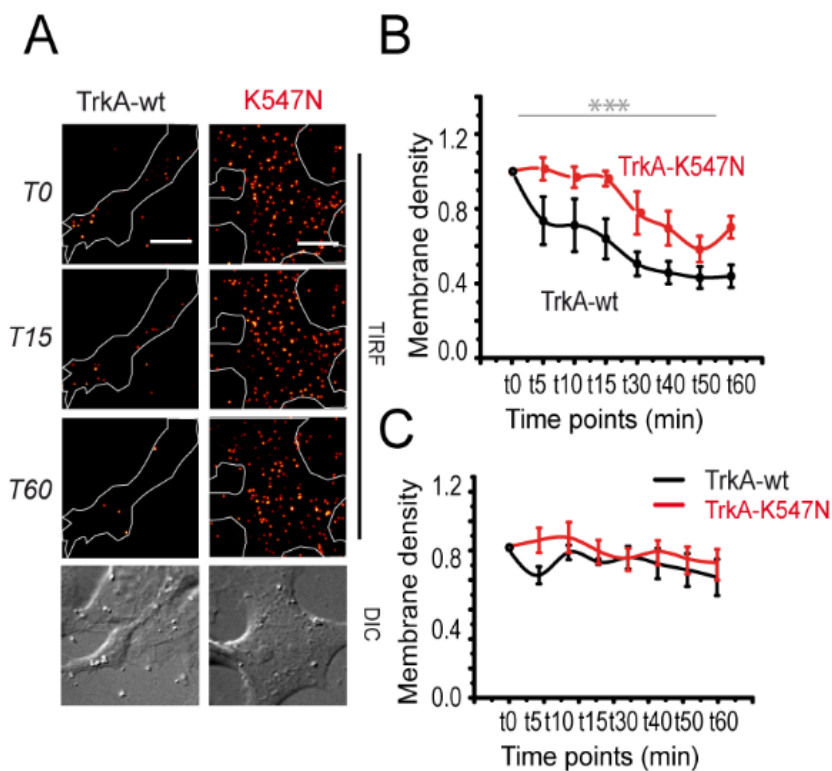 A
TrkA-wt
K547N
T0
T15
T60
TIRF
DIC
B
Membrane density
1.2
0.8
0.4
0.0
***
TrkA-K547N
TrkA-wt
t0 t5 t10 t15 t30 t40 t50 t60
Time points (min)
C
Membrane density
1.2
0.8
0.4
0.0
TrkA-wt
TrkA-K547N
t0 t5 t10 t15 t30 t40 t50 t60
Time points (min)